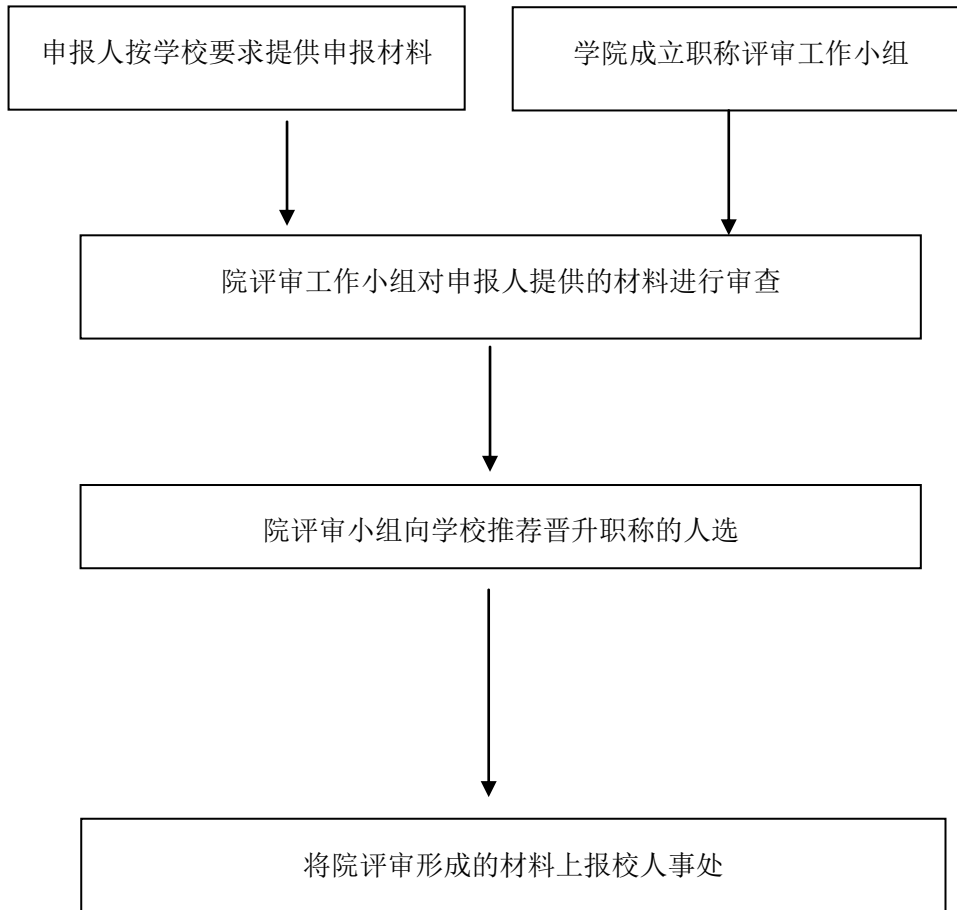 申报人按学校要求提供申报材料
学院成立职称评审工作小组
院评审工作小组对申报人提供的材料进行审查
院评审小组向学校推荐晋升职称的人选
将院评审形成的材料上报校人事处